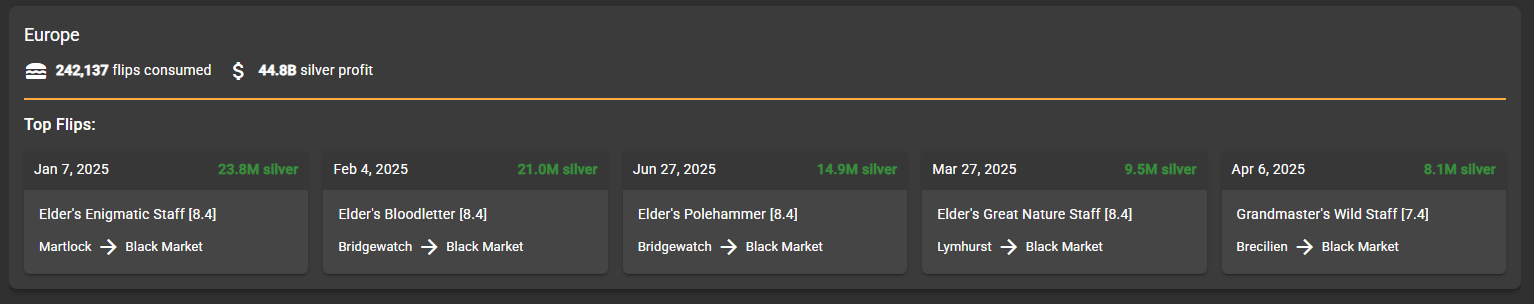 Europe
242,137 flips consumed $ 44.8B silver profit
Top Flips:
Jan 7, 2025 23.8M silver
Elder's Enigmatic Staff [8.4]
Martlock → Black Market
Feb 4, 2025 21.0M silver
Elder's Bloodletter [8.4]
Bridgewatch → Black Market
Jun 27, 2025 14.9M silver
Elder's Polehammer [8.4]
Bridgewatch → Black Market
Mar 27, 2025 9.5M silver
Elder's Great Nature Staff [8.4]
Lymhurst → Black Market
Apr 6, 2025 8.1M silver
Grandmaster's Wild Staff [7.4]
Brecilien → Black Market